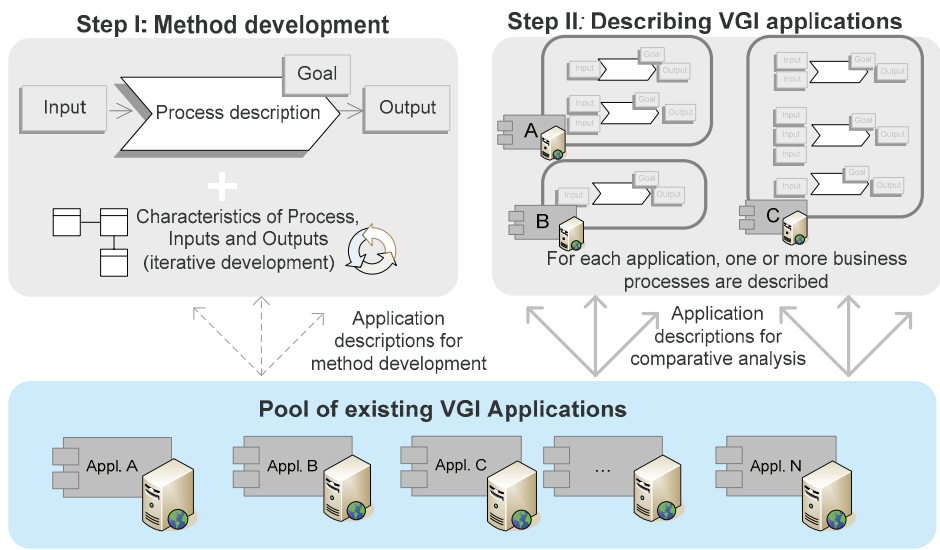 Step I: Method development
Goal
Input
Process description
Output
Characteristics of Process,
Inputs and Outputs
(iterative development)
Step II: Describing VGI applications
Goal
Input
Output
Goal
Input
Output
Input
A
Goal
Input
Output
B
Input
Goal
Input
Output
Input
Goal
Input
Output
Input
Goal
Input
Output
C
For each application, one or more business
processes are described
Application
descriptions for
method development
Application
descriptions for
comparative analysis
Pool of existing VGI Applications
Appl. A
Appl. B
Appl. C
...
Appl. N